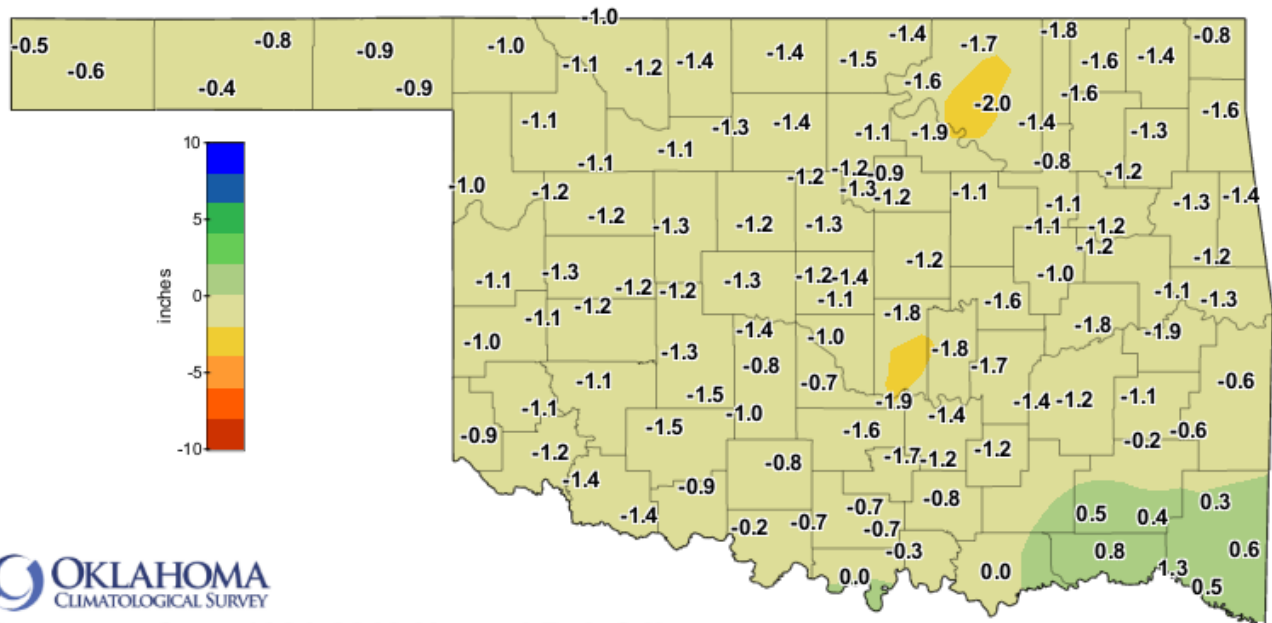 -1.0
-0.5 -0.8 -0.9 -1.0 -1.4 -1.5 -1.4 -1.7 -1.8 -0.8
-0.6 -1.1 -1.2 -1.4 -1.6 -1.4
-0.4 -0.9 -1.6 -2.0 -1.6 -1.6
-1.1 -1.3 -1.4 -1.1 -1.9 -1.4 -1.3
10
-1.1 -1.1 -1.2 -1.2 -0.9 -0.8 -1.2
-1.0 -1.2 -1.3 -1.2 -1.1 -1.1 -1.3 -1.4
5
-1.2 -1.3 -1.2 -1.3 -1.1 -1.2
-1.2 -1.2 -1.2
-1.1 -1.3 -1.2 -1.2 -1.3 -1.2 -1.4 -1.0 -1.1 -1.3
0
inches
-1.1 -1.2 -1.1 -1.8 -1.6 -1.8 -1.9
-1.0 -1.3 -1.4 -1.0 -1.8
-5
-1.1 -1.5 -0.8 -0.7 -1.7 -0.6
-1.1 -1.0 -1.9 -1.4 -1.4 -1.2 -1.1
-0.9 -1.5 -1.6 -0.2 -0.6
-10
-1.2 -0.8 -1.7 -1.2 -1.2
-1.4 -0.9 -0.8 0.3
-1.4 -0.2 -0.7 -0.7 -0.7 0.5 0.4
-0.3 0.8 0.6
0.0 0.0 1.3 0.5
OKLAHOMA
CLIMATOLOGICAL SURVEY